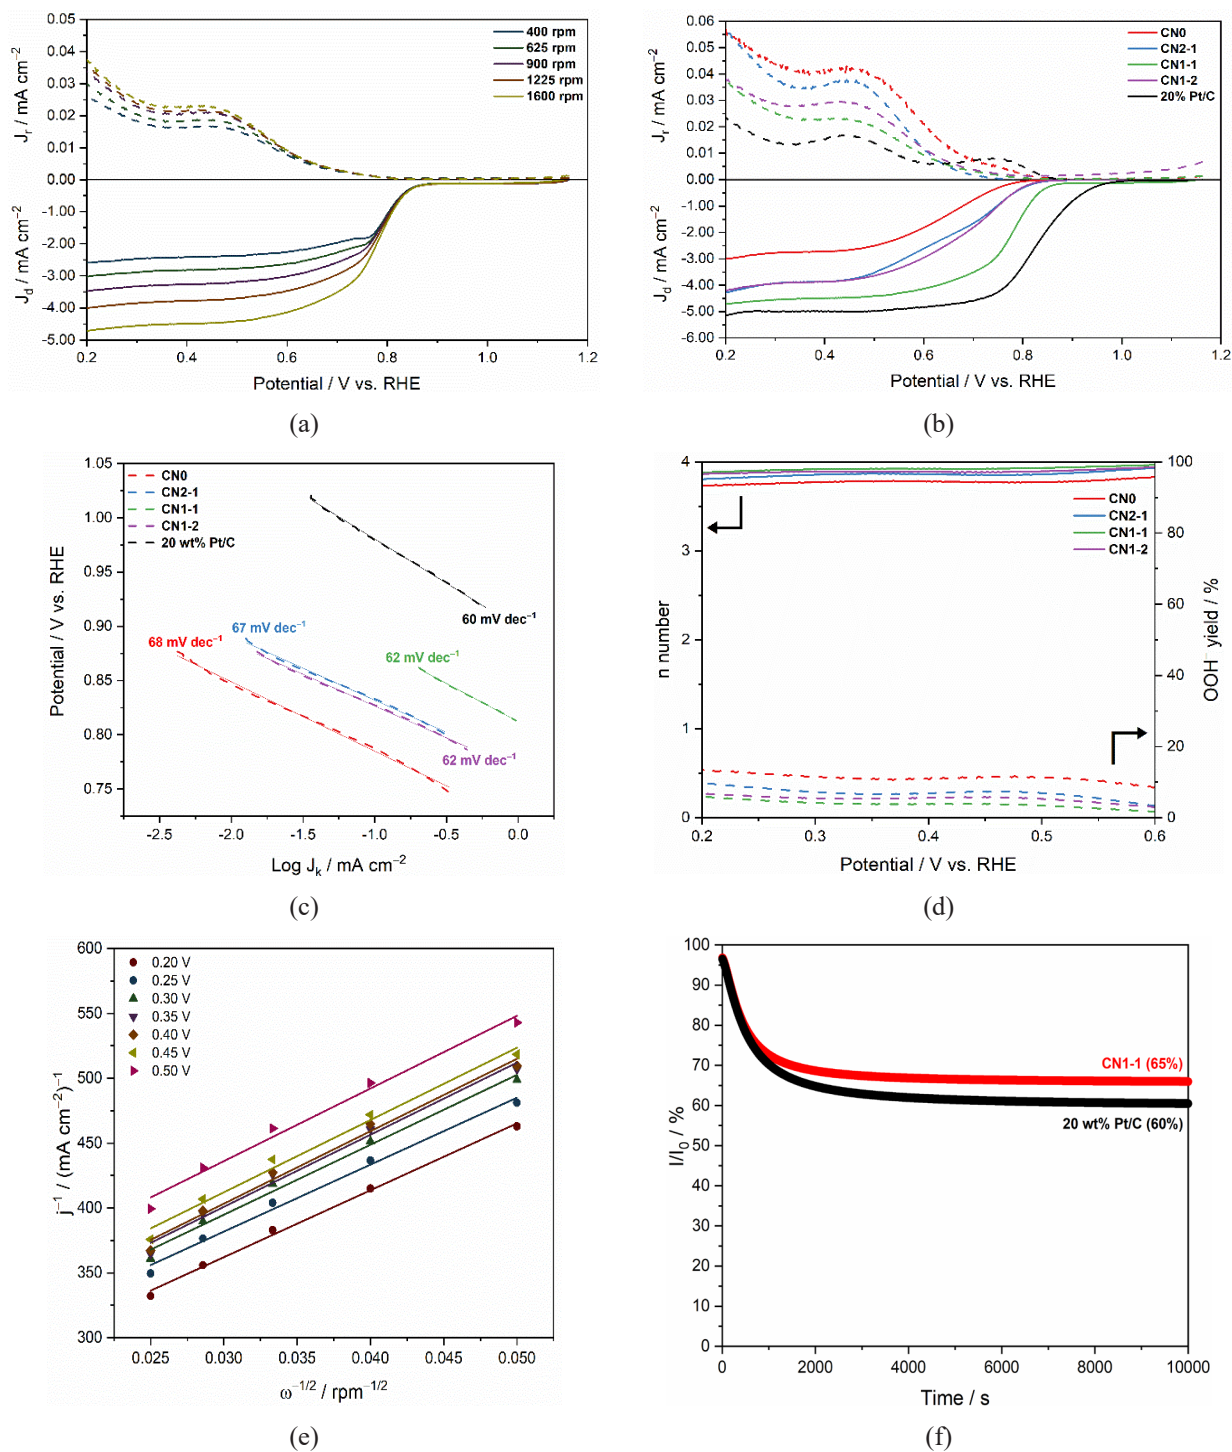 0.05
0.04
0.03
0.02
0.01
0.00
-1.00
-2.00
-3.00
-4.00
-5.00
J_r / mA cm⁻²
J_d / mA cm⁻²
400 rpm
625 rpm
900 rpm
1225 rpm
1600 rpm
0.2 0.4 0.6 0.8 1.0 1.2
Potential / V vs. RHE
(a)
0.06
0.05
0.04
0.03
0.02
0.01
0.00
-1.00
-2.00
-3.00
-4.00
-5.00
-6.00
J_r / mA cm⁻²
J_d / mA cm⁻²
CN0
CN2-1
CN1-1
CN1-2
20% Pt/C
0.2 0.4 0.6 0.8 1.0 1.2
Potential / V vs. RHE
(b)
1.05
1.00
0.95
0.90
0.85
0.80
0.75
Potential / V vs. RHE
CN0
CN2-1
CN1-1
CN1-2
20 wt% Pt/C
60 mV dec⁻¹
67 mV dec⁻¹
68 mV dec⁻¹
62 mV dec⁻¹
62 mV dec⁻¹
-2.5 -2.0 -1.5 -1.0 -0.5 0.0
Log J_k / mA cm⁻²
(c)
4
3
2
1
0
n number
CN0
CN2-1
CN1-1
CN1-2
100
80
60
40
20
0
OOH⁻ yield / %
0.2 0.3 0.4 0.5 0.6
Potential / V vs. RHE
(d)
600
550
500
450
400
350
300
j⁻¹ / (mA cm⁻²)⁻¹
0.20 V
0.25 V
0.30 V
0.35 V
0.40 V
0.45 V
0.50 V
0.025 0.030 0.035 0.040 0.045 0.050
ω⁻¹/² / rpm⁻¹/²
(e)
100
90
80
70
60
50
40
30
20
10
0
I/I₀ / %
CN1-1 (65%)
20 wt% Pt/C (60%)
0 2000 4000 6000 8000 10000
Time / s
(f)